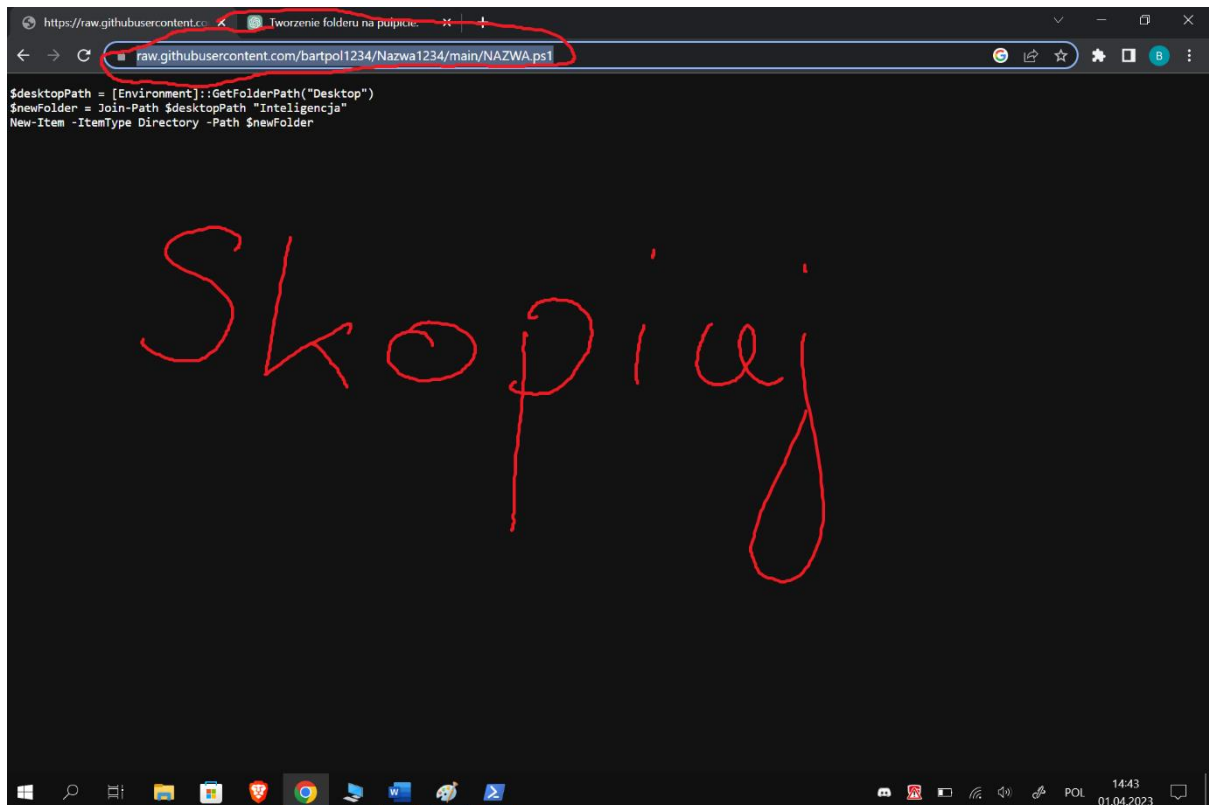 https://raw.githubusercontent.co
Tworzenie folderu na pulpicie.
raw.githubusercontent.com/bartpol1234/Nazwa1234/main/NAZWA.ps1
B
$desktopPath = [Environment]::GetFolderPath("Desktop")
$newFolder = Join-Path $desktopPath "Inteligencja"
New-Item -ItemType Directory -Path $newFolder
Skopiuj
14:43
POL
01.04.2023